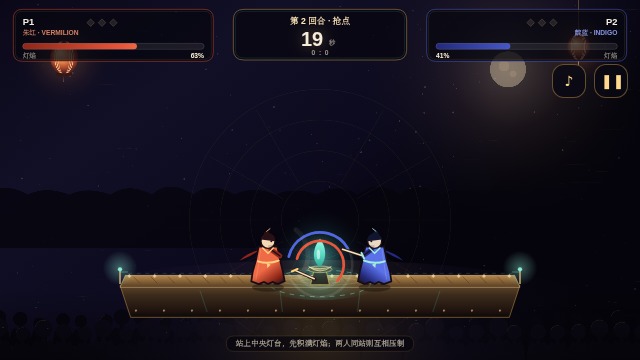 P1
朱红 · VERMILION
灯焰
63%
第 2 回合 · 抢点
19 秒
0 : 0
P2
靛蓝 · INDIGO
41%
灯焰
站上中央灯台，先积满灯焰；两人同站则互相压制